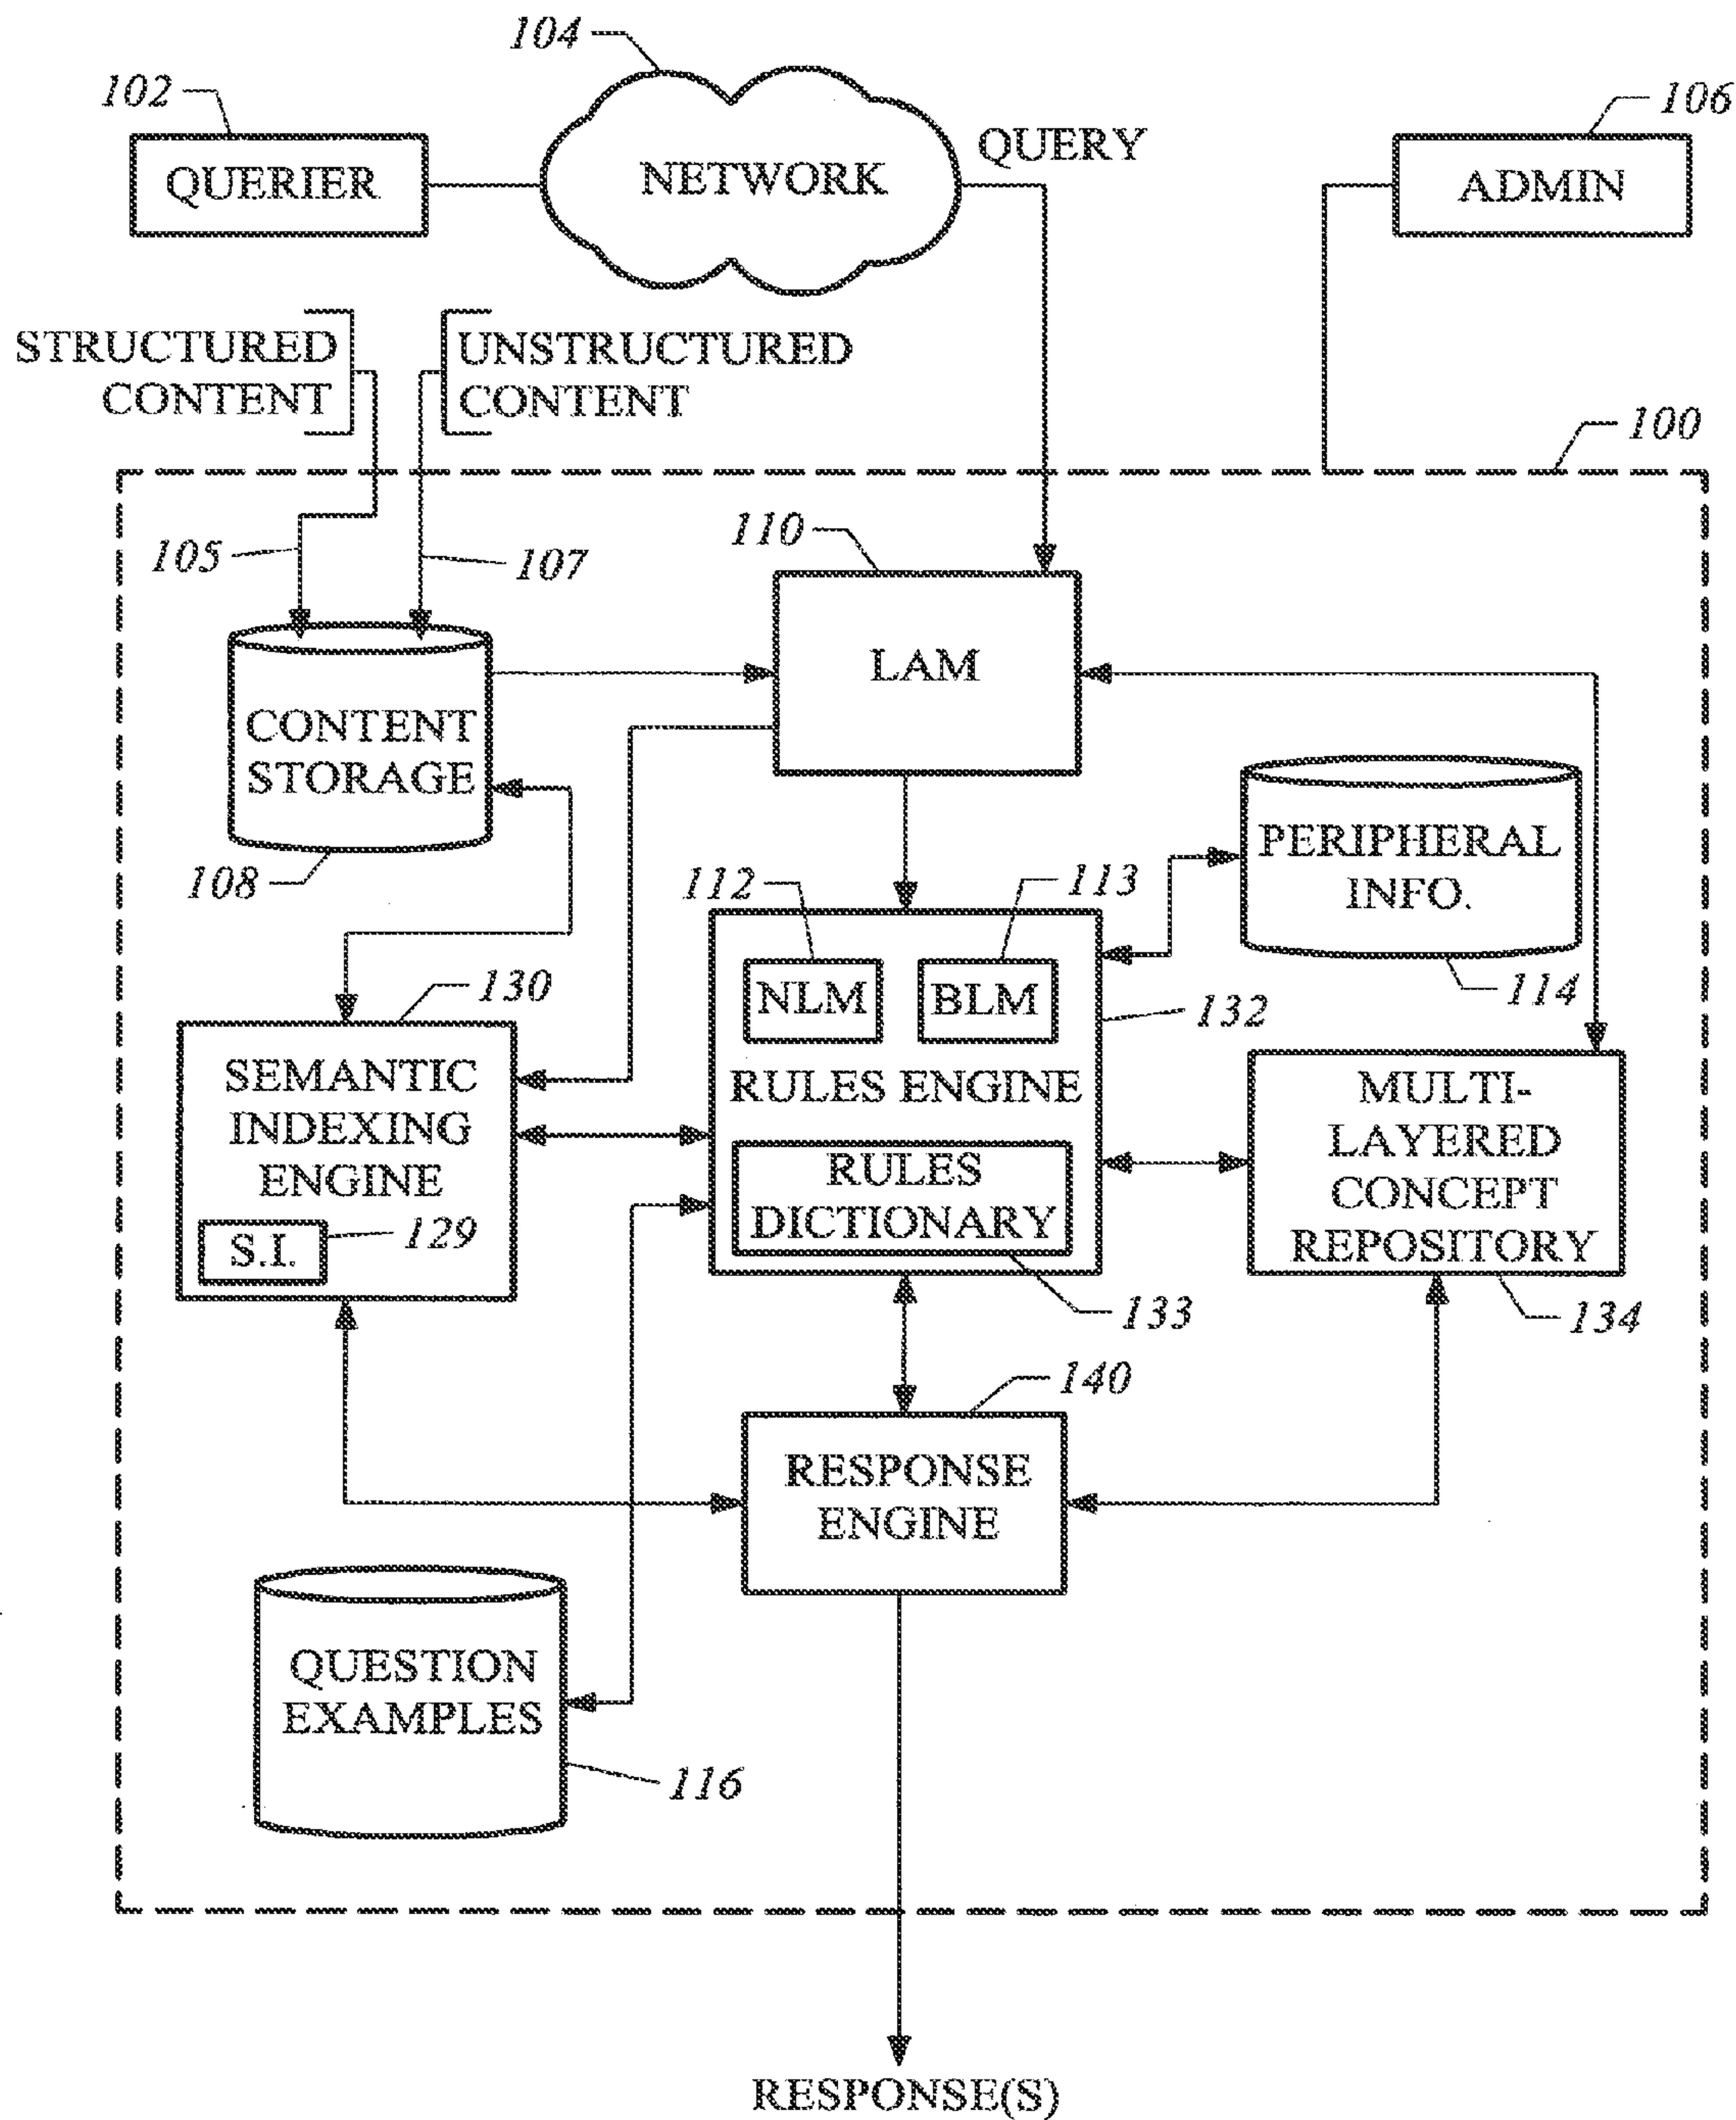 104
102
106
QUERY
QUERIER
NETWORK
ADMIN
STRUCTURED
CONTENT
UNSTRUCTURED
CONTENT
100
110
105
107
LAM
CONTENT
STORAGE
PERIPHERAL
INFO.
108
112
113
114
130
NLM
BLM
132
SEMANTIC
INDEXING
ENGINE
RULES ENGINE
MULTI-
LAYERED
CONCEPT
REPOSITORY
RULES
DICTIONARY
S.I.
129
133
134
140
RESPONSE
ENGINE
QUESTION
EXAMPLES
116
RESPONSE(S)